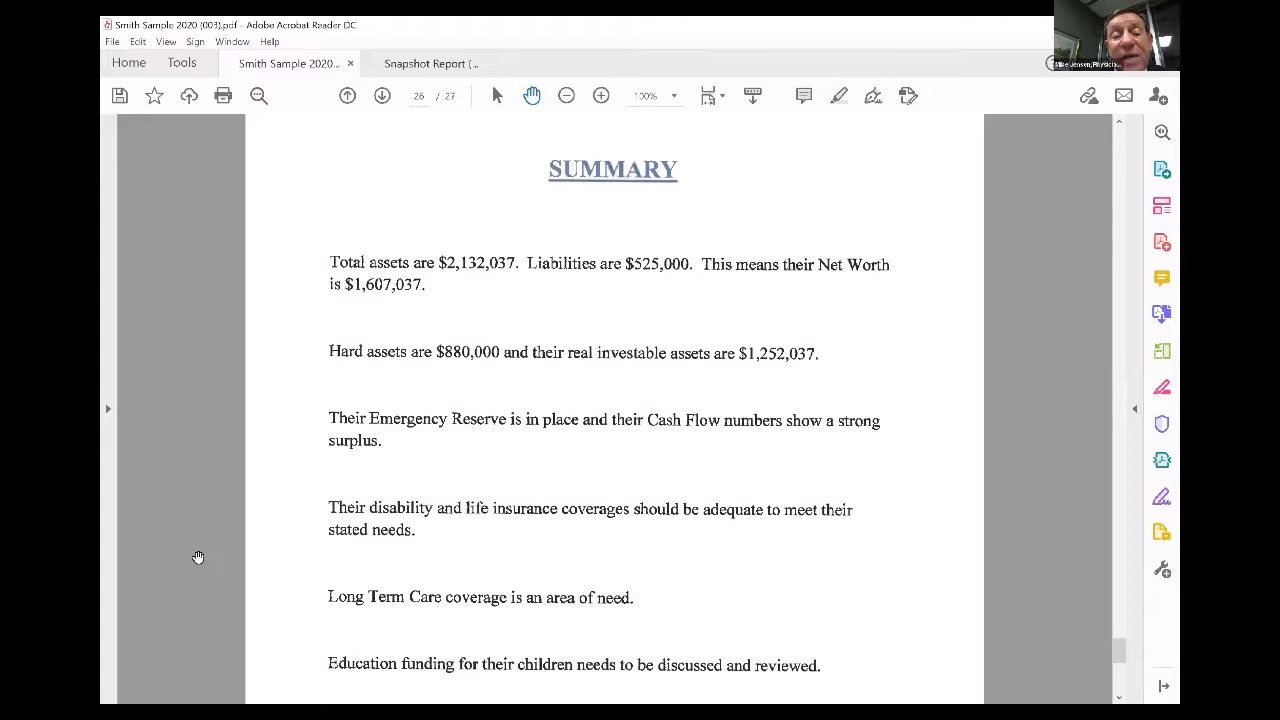 Smith Sample 2020 (003).pdf - Adobe Acrobat Reader DC
File Edit View Sign Window Help
Home Tools Smith Sample 2020... × Snapshot Report (...
26 / 27 100%
Mike Jensen, Physicia...
SUMMARY
Total assets are $2,132,037. Liabilities are $525,000. This means their Net Worth
is $1,607,037.
Hard assets are $880,000 and their real investable assets are $1,252,037.
Their Emergency Reserve is in place and their Cash Flow numbers show a strong
surplus.
Their disability and life insurance coverages should be adequate to meet their
stated needs.
Long Term Care coverage is an area of need.
Education funding for their children needs to be discussed and reviewed.